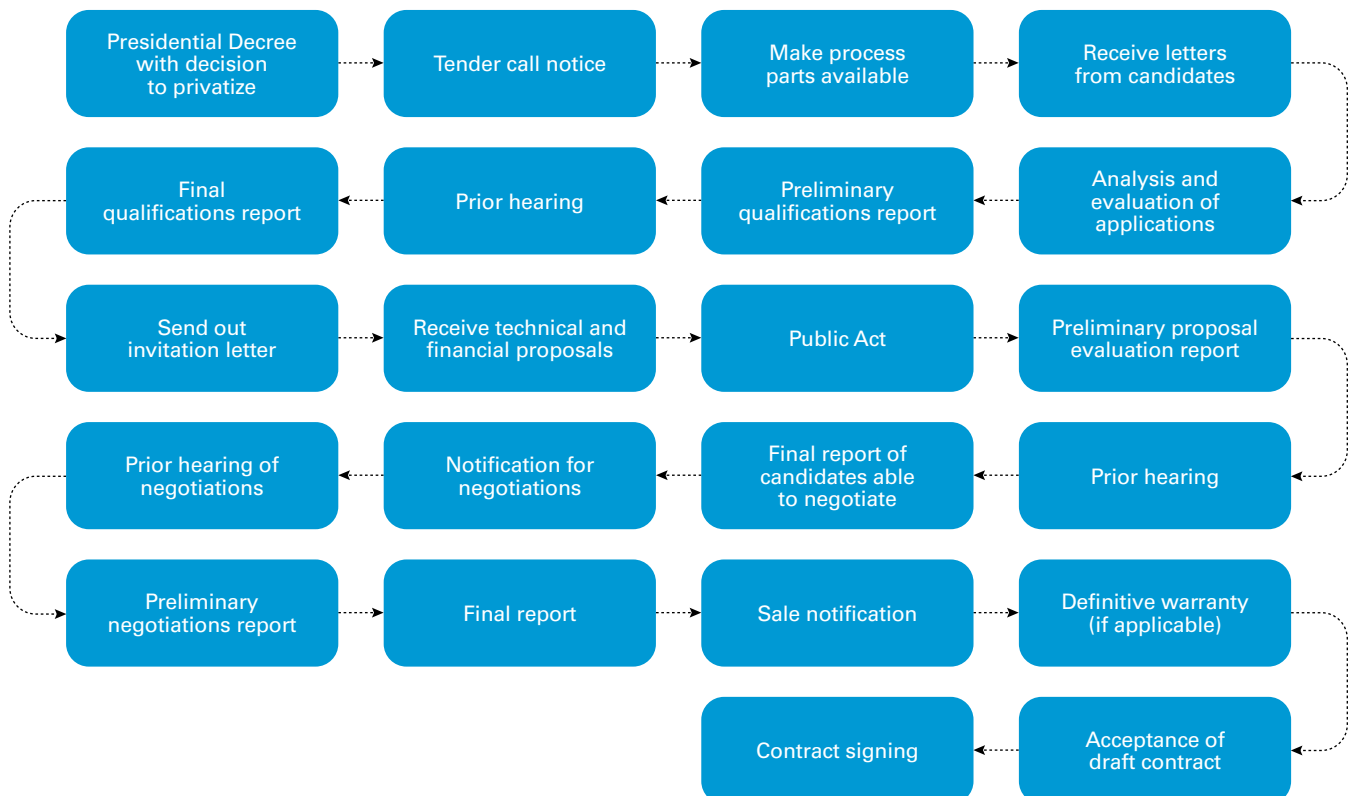 Presidential Decree
with decision
to privatize
Tender call notice
Make process
parts available
Receive letters
from candidates
Analysis and
evaluation of
applications
Preliminary
qualifications report
Prior hearing
Final
qualifications report
Send out
invitation letter
Receive technical and
financial proposals
Public Act
Preliminary proposal
evaluation report
Prior hearing
Final report of
candidates able
to negotiate
Notification for
negotiations
Prior hearing of
negotiations
Preliminary
negotiations report
Final report
Sale notification
Definitive warranty
(if applicable)
Acceptance of
draft contract
Contract signing